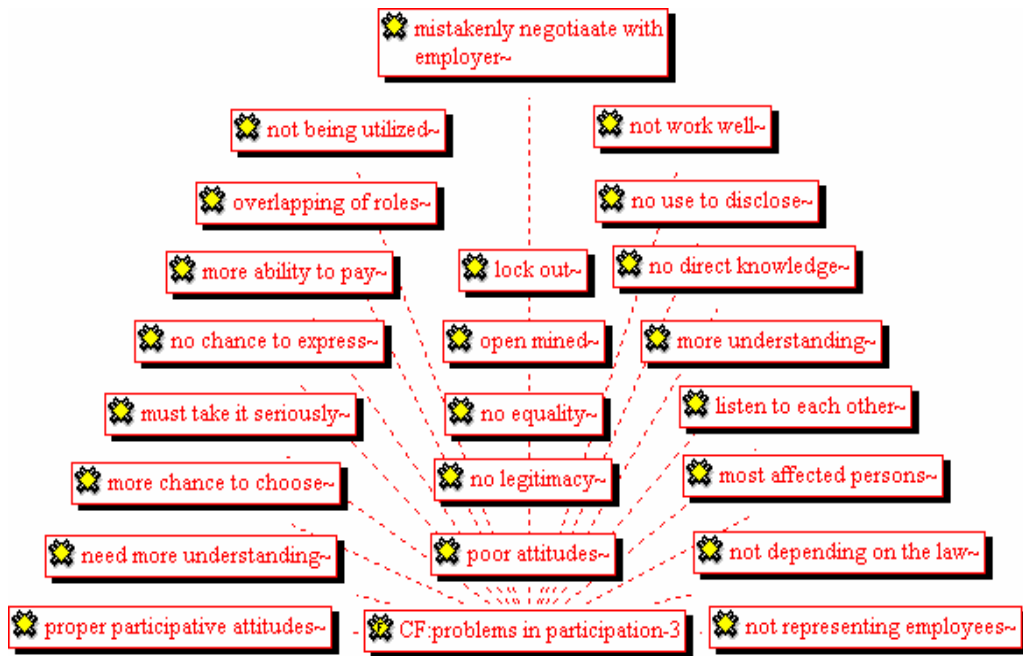 mistakenly negotiaate with
employer~
not being utilized~
not work well~
overlapping of roles~
no use to disclose~
more ability to pay~
lock out~
no direct knowledge~
no chance to express~
open mined~
more understanding~
must take it seriously~
no equality~
listen to each other~
more chance to choose~
no legitimacy~
most affected persons~
need more understanding~
poor attitudes~
not depending on the law~
proper participative attitudes~
F CF:problems in participation-3
not representing employees~